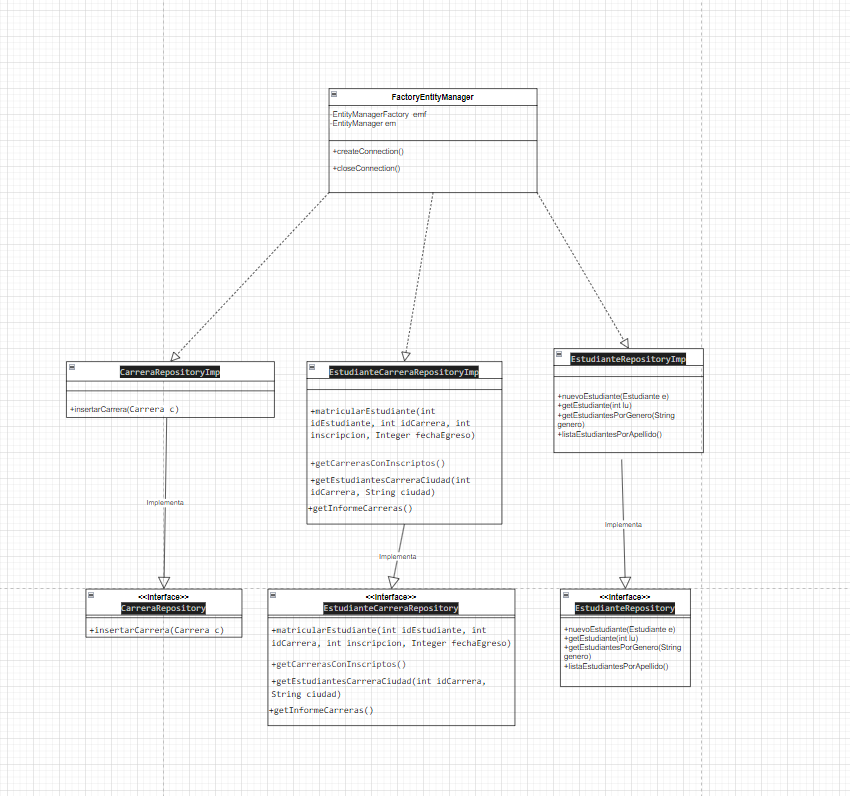 FactoryEntityManager
EntityManagerFactory emf
EntityManager em
+createConnection()
+closeConnection()
CarreraRepositoryImp
+insertarCarrera(Carrera c)
EstudianteCarreraRepositoryImp
+matricularEstudiante(int
idEstudiante, int idCarrera, int
inscripcion, Integer fechaEgreso)
+getCarrerasConInscriptos()
+getEstudiantesCarreraCiudad(int
idCarrera, String ciudad)
+getInformeCarreras()
EstudianteRepositoryImp
+nuevoEstudiante(Estudiante e)
+getEstudiante(int lu)
+getEstudiantesPorGenero(String
genero)
+listaEstudiantesPorApellido()
Implementa
Implementa
Implementa
<<Interface>>
CarreraRepository
+insertarCarrera(Carrera c)
<<Interface>>
EstudianteCarreraRepository
+matricularEstudiante(int idEstudiante, int
idCarrera, int inscripcion, Integer fechaEgreso)
+getCarrerasConInscriptos()
+getEstudiantesCarreraCiudad(int idCarrera,
String ciudad)
+getInformeCarreras()
<<Interface>>
EstudianteRepository
+nuevoEstudiante(Estudiante e)
+getEstudiante(int lu)
+getEstudiantesPorGenero(String
genero)
+listaEstudiantesPorApellido()